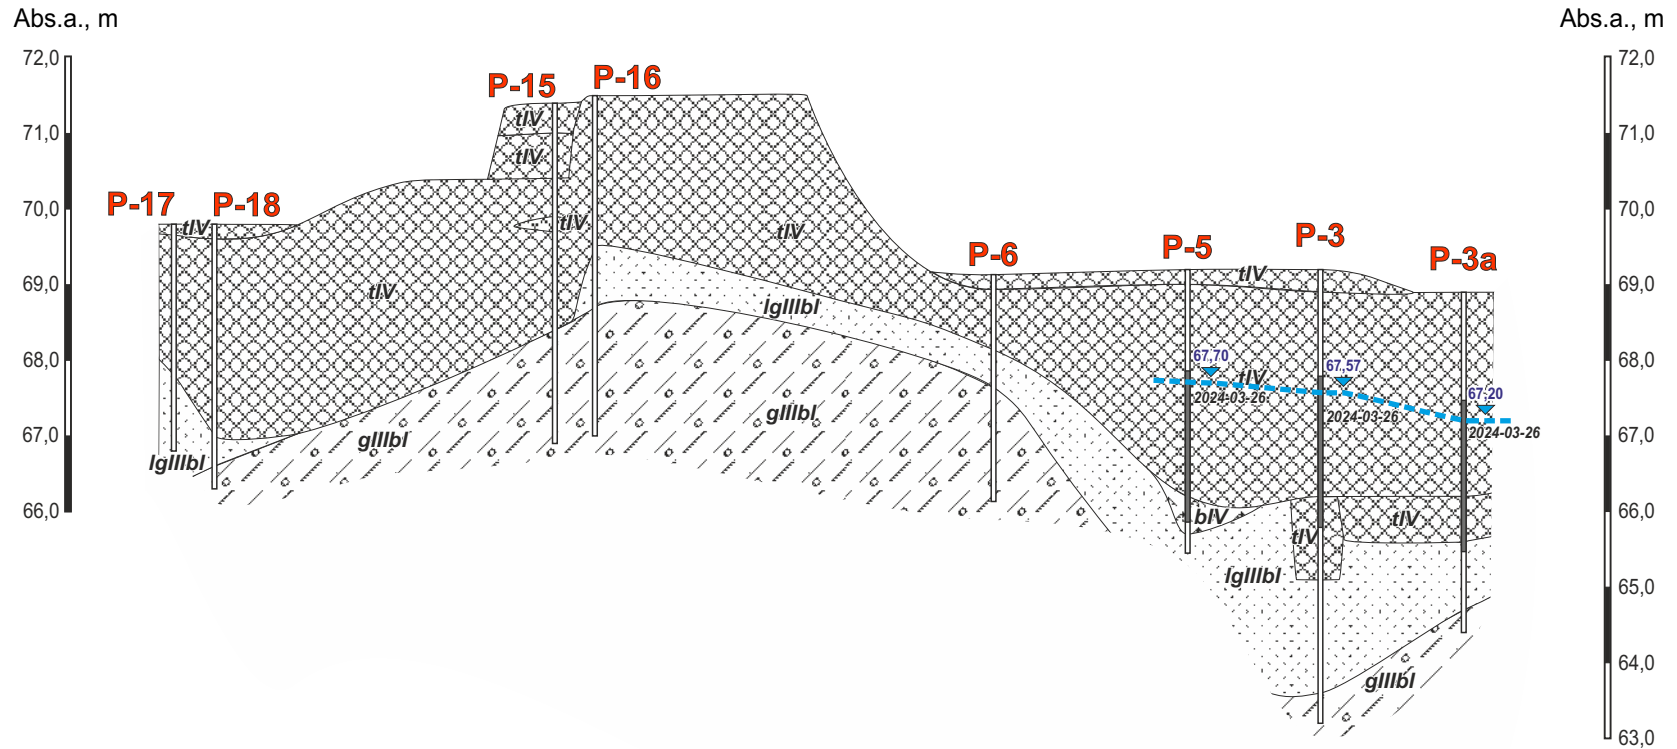 Abs.a., m
Abs.a., m
72,0
71,0
70,0
69,0
68,0
67,0
66,0
72,0
71,0
70,0
69,0
68,0
67,0
66,0
65,0
64,0
63,0
P-17
P-18
P-15
P-16
P-6
P-5
P-3
P-3a
tIV
tIV
tIV
tIV
tIV
tIV
tIV
lgIIIbl
lgIIIbl
gIIIbl
gIIIbl
67,70
tIV
2024-03-26
67,57
2024-03-26
67,20
2024-03-26
bIV
tIV
tIV
lgIIIbl
gIIIbl